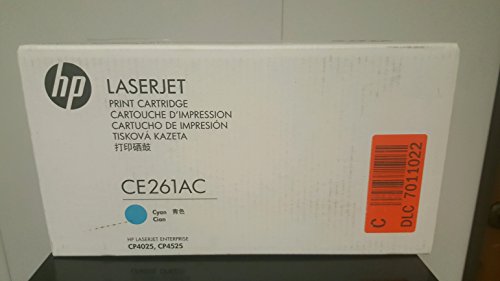 hp
LASERJET
PRINT CARTRIDGE
CARTOUCHE D'IMPRESSION
CARTUCHO DE IMPRESIÓN
TISKOVÁ KAZETA
打印硒鼓
CE261AC
Cyan 青色
Cian
HP LASERJET ENTERPRISE
CP4025, CP4525
C
DLC 7011022